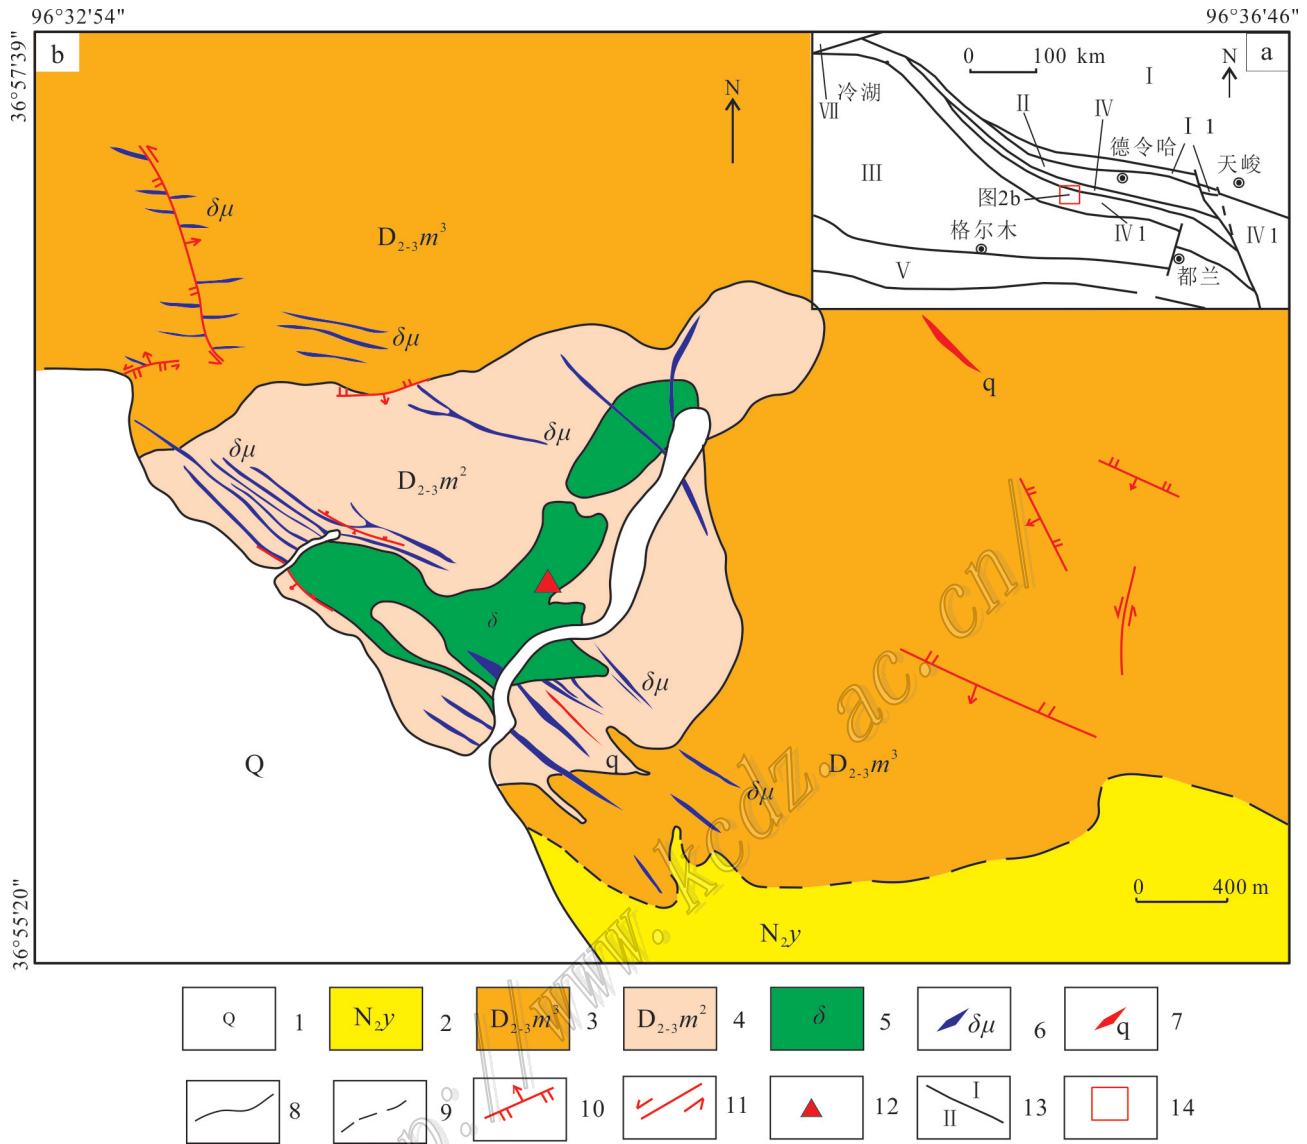 96°32′54″
96°36′46″
36°57′39″
36°55′20″
b
N
a
0 100 km
N
I
VII
冷湖
II
IV
I 1
德令哈
天峻
III
图2b
IV 1
IV 1
格尔木
都兰
V
δμ
D₂₋₃m³
δμ
q
δμ
δμ
D₂₋₃m²
δ
δμ
Q
q
δμ
D₂₋₃m³
N₂y
0 400 m
Q 1
N₂y 2
D₂₋₃m³ 3
D₂₋₃m² 4
δ 5
δμ 6
q 7
8
9
10
11
12
I II 13
14
://www.kcdz.ac.cn/